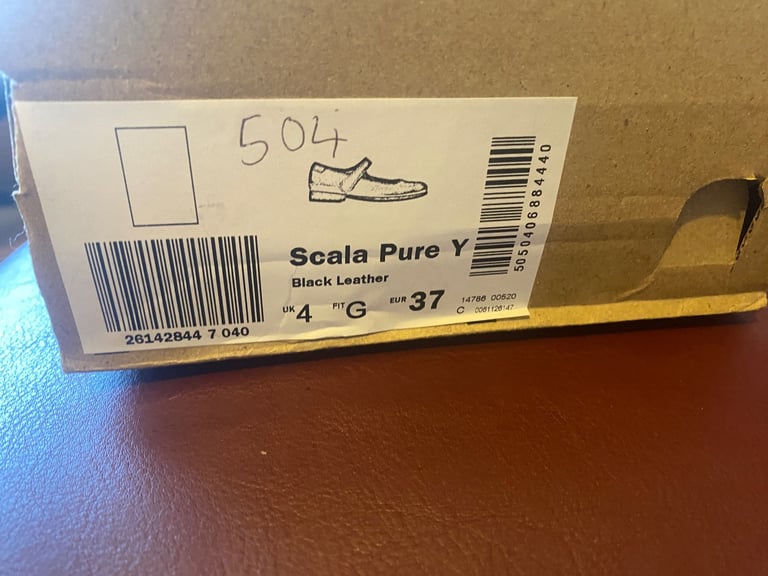 504
Scala Pure Y
Black Leather
UK 4 FIT G EUR 37
26142844 7 040
5050406884440
14786 00520
C 0081126147